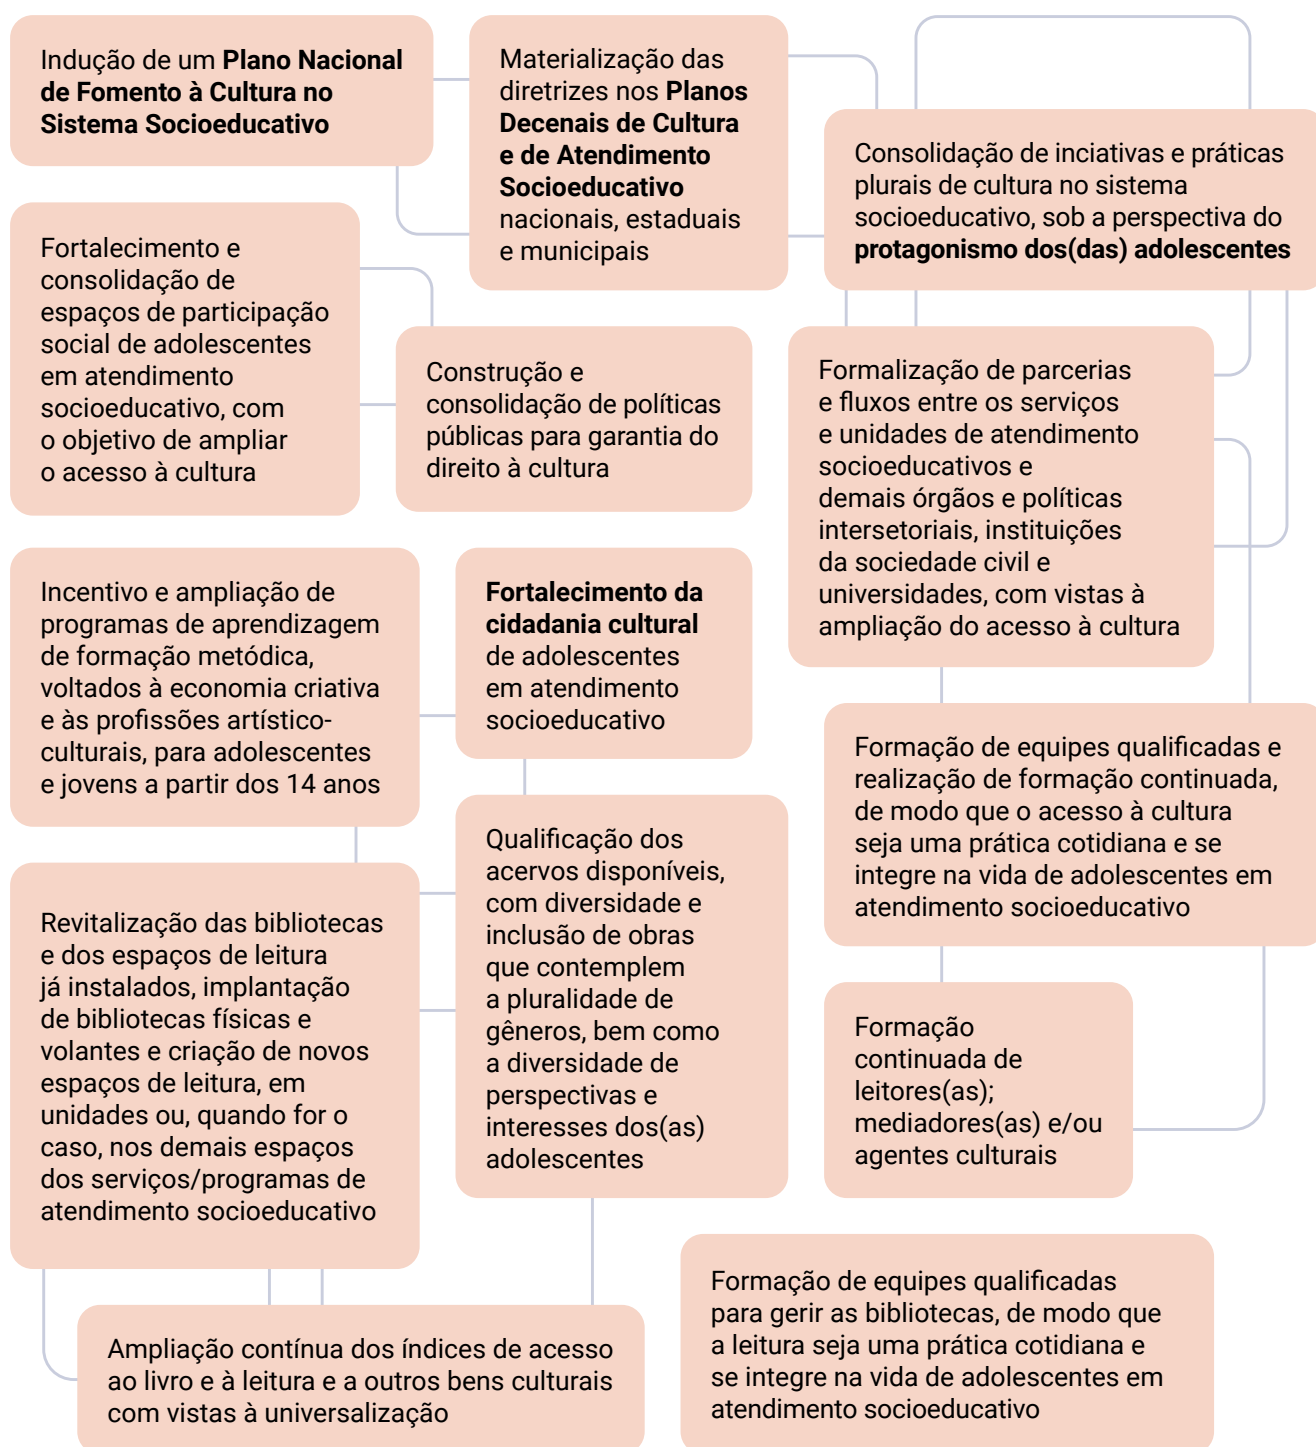 Indução de um Plano Nacional
de Fomento à Cultura no
Sistema Socioeducativo
Materialização das
diretrizes nos Planos
Decenais de Cultura
e de Atendimento
Socioeducativo
nacionais, estaduais
e municipais
Consolidação de inciativas e práticas
plurais de cultura no sistema
socioeducativo, sob a perspectiva do
protagonismo dos(das) adolescentes
Fortalecimento e
consolidação de
espaços de participação
social de adolescentes
em atendimento
socioeducativo, com
o objetivo de ampliar
o acesso à cultura
Construção e
consolidação de políticas
públicas para garantia do
direito à cultura
Formalização de parcerias
e fluxos entre os serviços
e unidades de atendimento
socioeducativos e
demais órgãos e políticas
intersetoriais, instituições
da sociedade civil e
universidades, com vistas à
ampliação do acesso à cultura
Incentivo e ampliação de
programas de aprendizagem
de formação metódica,
voltados à economia criativa
e às profissões artístico-
culturais, para adolescentes
e jovens a partir dos 14 anos
Fortalecimento da
cidadania cultural
de adolescentes
em atendimento
socioeducativo
Formação de equipes qualificadas e
realização de formação continuada,
de modo que o acesso à cultura
seja uma prática cotidiana e se
integre na vida de adolescentes em
atendimento socioeducativo
Qualificação dos
acervos disponíveis,
com diversidade e
inclusão de obras
que contemplem
a pluralidade de
gêneros, bem como
a diversidade de
perspectivas e
interesses dos(as)
adolescentes
Revitalização das bibliotecas
e dos espaços de leitura
já instalados, implantação
de bibliotecas físicas e
volantes e criação de novos
espaços de leitura, em
unidades ou, quando for o
caso, nos demais espaços
dos serviços/programas de
atendimento socioeducativo
Formação
continuada de
leitores(as);
mediadores(as) e/ou
agentes culturais
Ampliação contínua dos índices de acesso
ao livro e à leitura e a outros bens culturais
com vistas à universalização
Formação de equipes qualificadas
para gerir as bibliotecas, de modo que
a leitura seja uma prática cotidiana e
se integre na vida de adolescentes em
atendimento socioeducativo